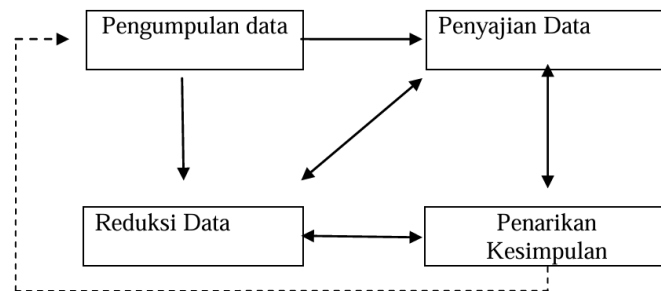 Pengumpulan data
Penyajian Data
Reduksi Data
Penarikan
Kesimpulan